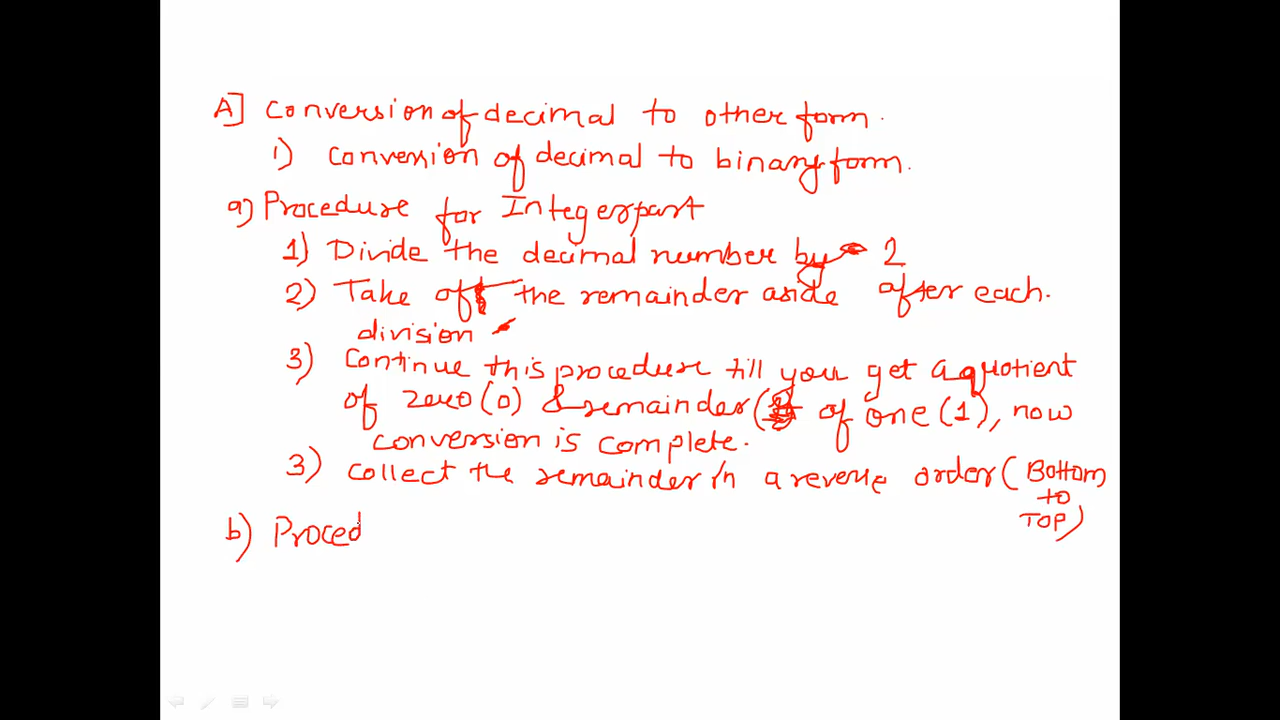 A] Conversion of decimal to other form.
1) Conversion of decimal to binary form.
a) Procedure for Integer part
1) Divide the decimal number by 2
2) Take off the remainder aside after each.
division
3) Continue this procedure till you get a quotient
of zero (0) & remainder ( of one (1), now
conversion is complete.
3) Collect the remainder in a reverse order ( Bottom
to
TOP)
b) Proced